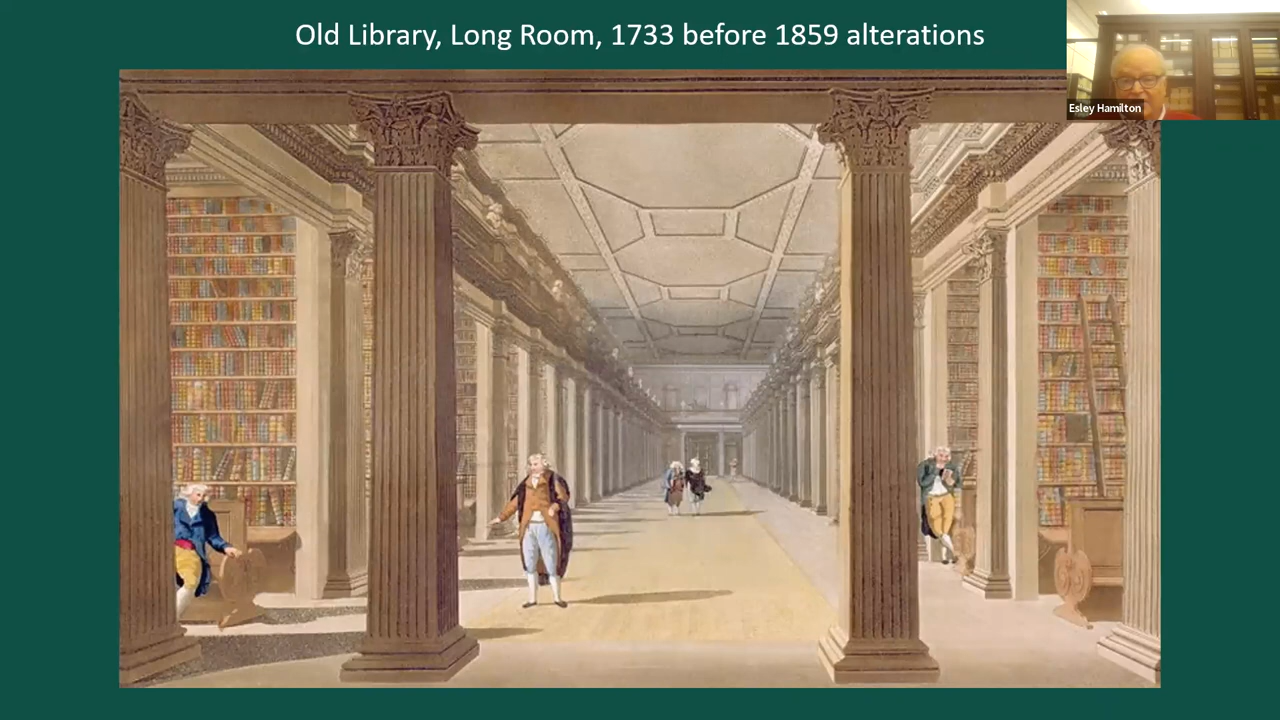 Old Library, Long Room, 1733 before 1859 alterations
Esley Hamilton